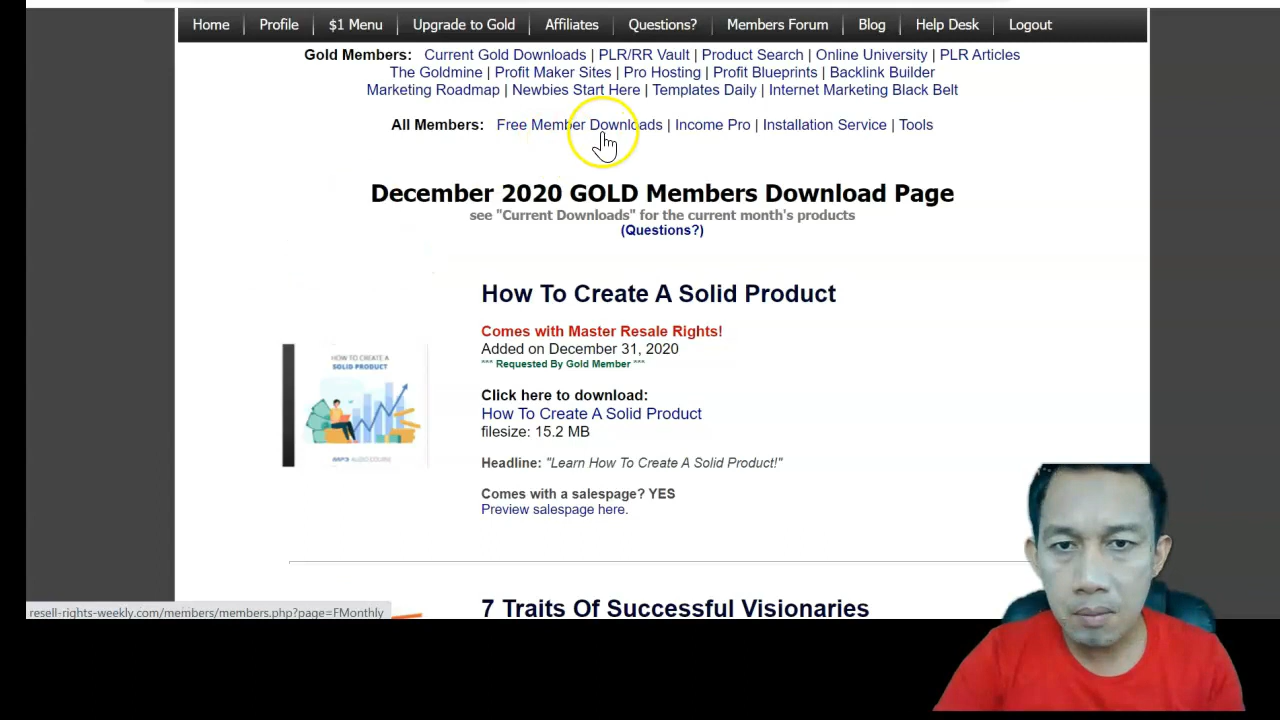 Home Profile $1 Menu Upgrade to Gold Affiliates Questions? Members Forum Blog Help Desk Logout
Gold Members: Current Gold Downloads | PLR/RR Vault | Product Search | Online University | PLR Articles
The Goldmine | Profit Maker Sites | Pro Hosting | Profit Blueprints | Backlink Builder
Marketing Roadmap | Newbies Start Here | Templates Daily | Internet Marketing Black Belt
All Members: Free Member Downloads | Income Pro | Installation Service | Tools
December 2020 GOLD Members Download Page
see "Current Downloads" for the current month's products
(Questions?)
How To Create A Solid Product
Comes with Master Resale Rights!
Added on December 31, 2020
*** Requested By Gold Member ***
Click here to download:
How To Create A Solid Product
filesize: 15.2 MB
Headline: "Learn How To Create A Solid Product!"
Comes with a salespage? YES
Preview salespage here.
HOW TO CREATE A
SOLID PRODUCT
MP3 AUDIO COURSE
7 Traits Of Successful Visionaries
resell-rights-weekly.com/members/members.php?page=FMonthly